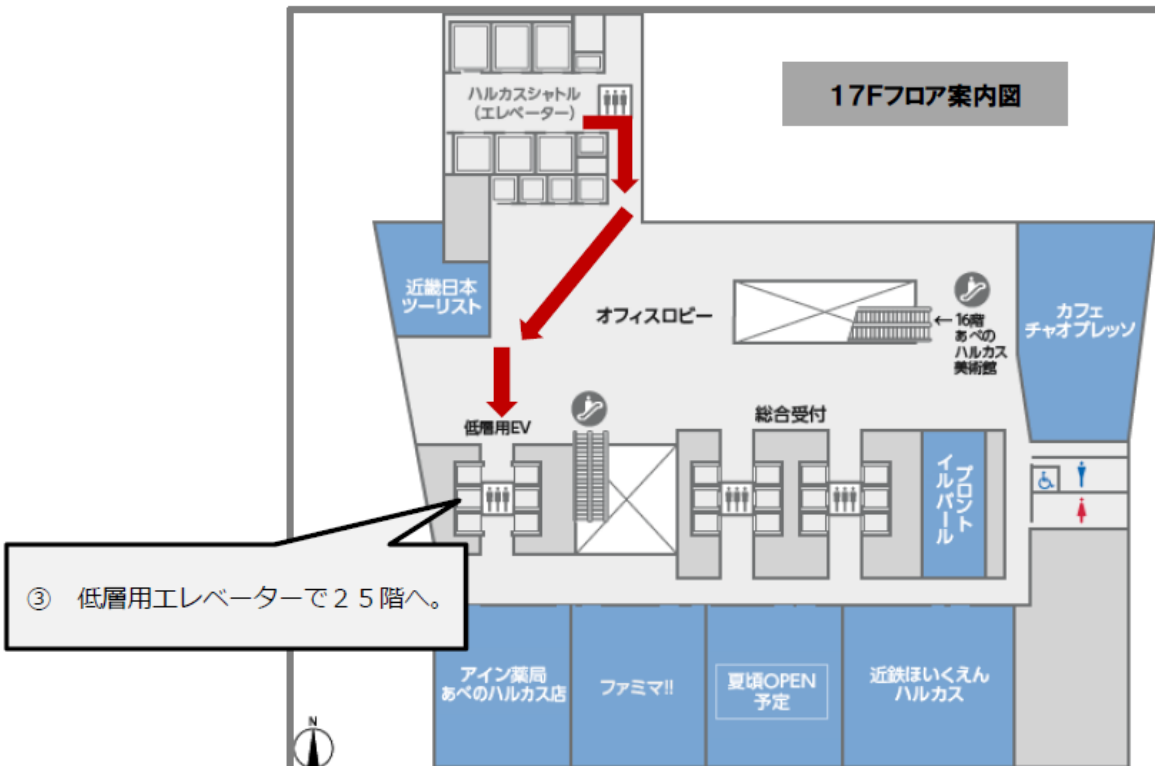 17Fフロア案内図
ハルカスシャトル
(エレベーター)
近畿日本
ツーリスト
オフィスロビー
←16階
あべの
ハルカス
美術館
カフェ
チャオプレッソ
低層用EV
総合受付
プロント
イルバール
③ 低層用エレベーターで25階へ。
アイン薬局
あべのハルカス店
ファミマ!!
夏頃OPEN
予定
近鉄ほいくえん
ハルカス
N